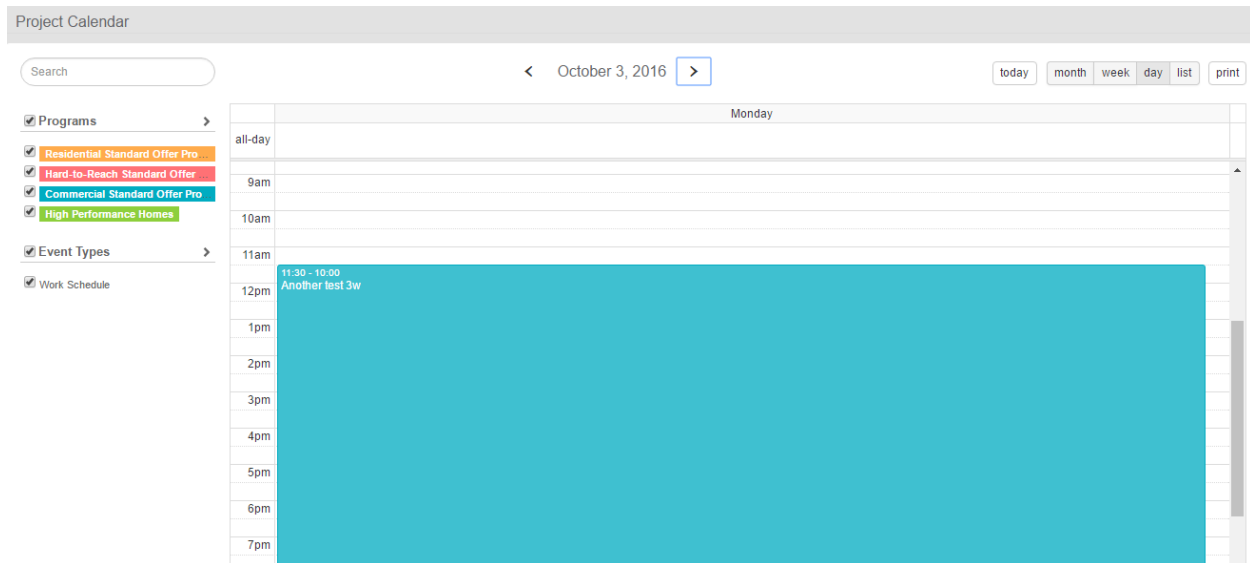 Project Calendar
Search
October 3, 2016
today
month week day list
print
Programs
Residential Standard Offer Pro...
Hard-to-Reach Standard Offer ...
Commercial Standard Offer Pro
High Performance Homes
Event Types
Work Schedule
Monday
all-day
9am
10am
11am
11:30 - 10:00
Another test 3w
12pm
1pm
2pm
3pm
4pm
5pm
6pm
7pm